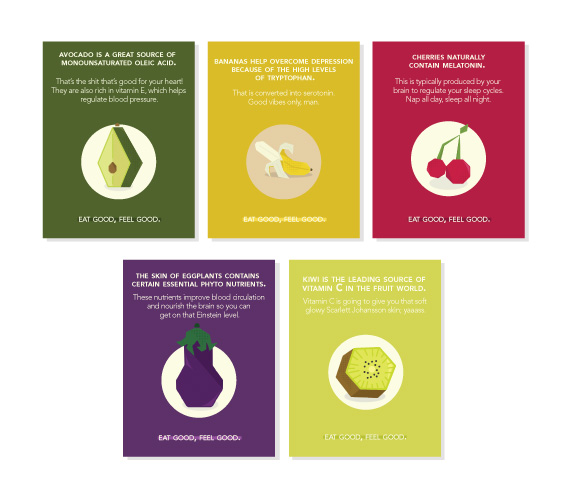 AVOCADO IS A GREAT SOURCE OF
MONOUNSATURATED OLEIC ACID.
That's the shit that's good for your heart!
They are also rich in vitamin E, which helps
regulate blood pressure.
EAT GOOD, FEEL GOOD.
BANANAS HELP OVERCOME DEPRESSION
BECAUSE OF THE HIGH LEVELS
OF TRYPTOPHAN.
That is converted into serotonin.
Good vibes only, man.
EAT GOOD, FEEL GOOD.
CHERRIES NATURALLY
CONTAIN MELATONIN.
This is typically produced by your
brain to regulate your sleep cycles.
Nap all day, sleep all night.
EAT GOOD, FEEL GOOD.
THE SKIN OF EGGPLANTS CONTAINS
CERTAIN ESSENTIAL PHYTO NUTRIENTS.
These nutrients improve blood circulation
and nourish the brain so you can
get on that Einstein level.
EAT GOOD, FEEL GOOD.
KIWI IS THE LEADING SOURCE OF
VITAMIN C IN THE FRUIT WORLD.
Vitamin C is going to give you that soft
glowy Scarlett Johansson skin, yaaass
EAT GOOD, FEEL GOOD.